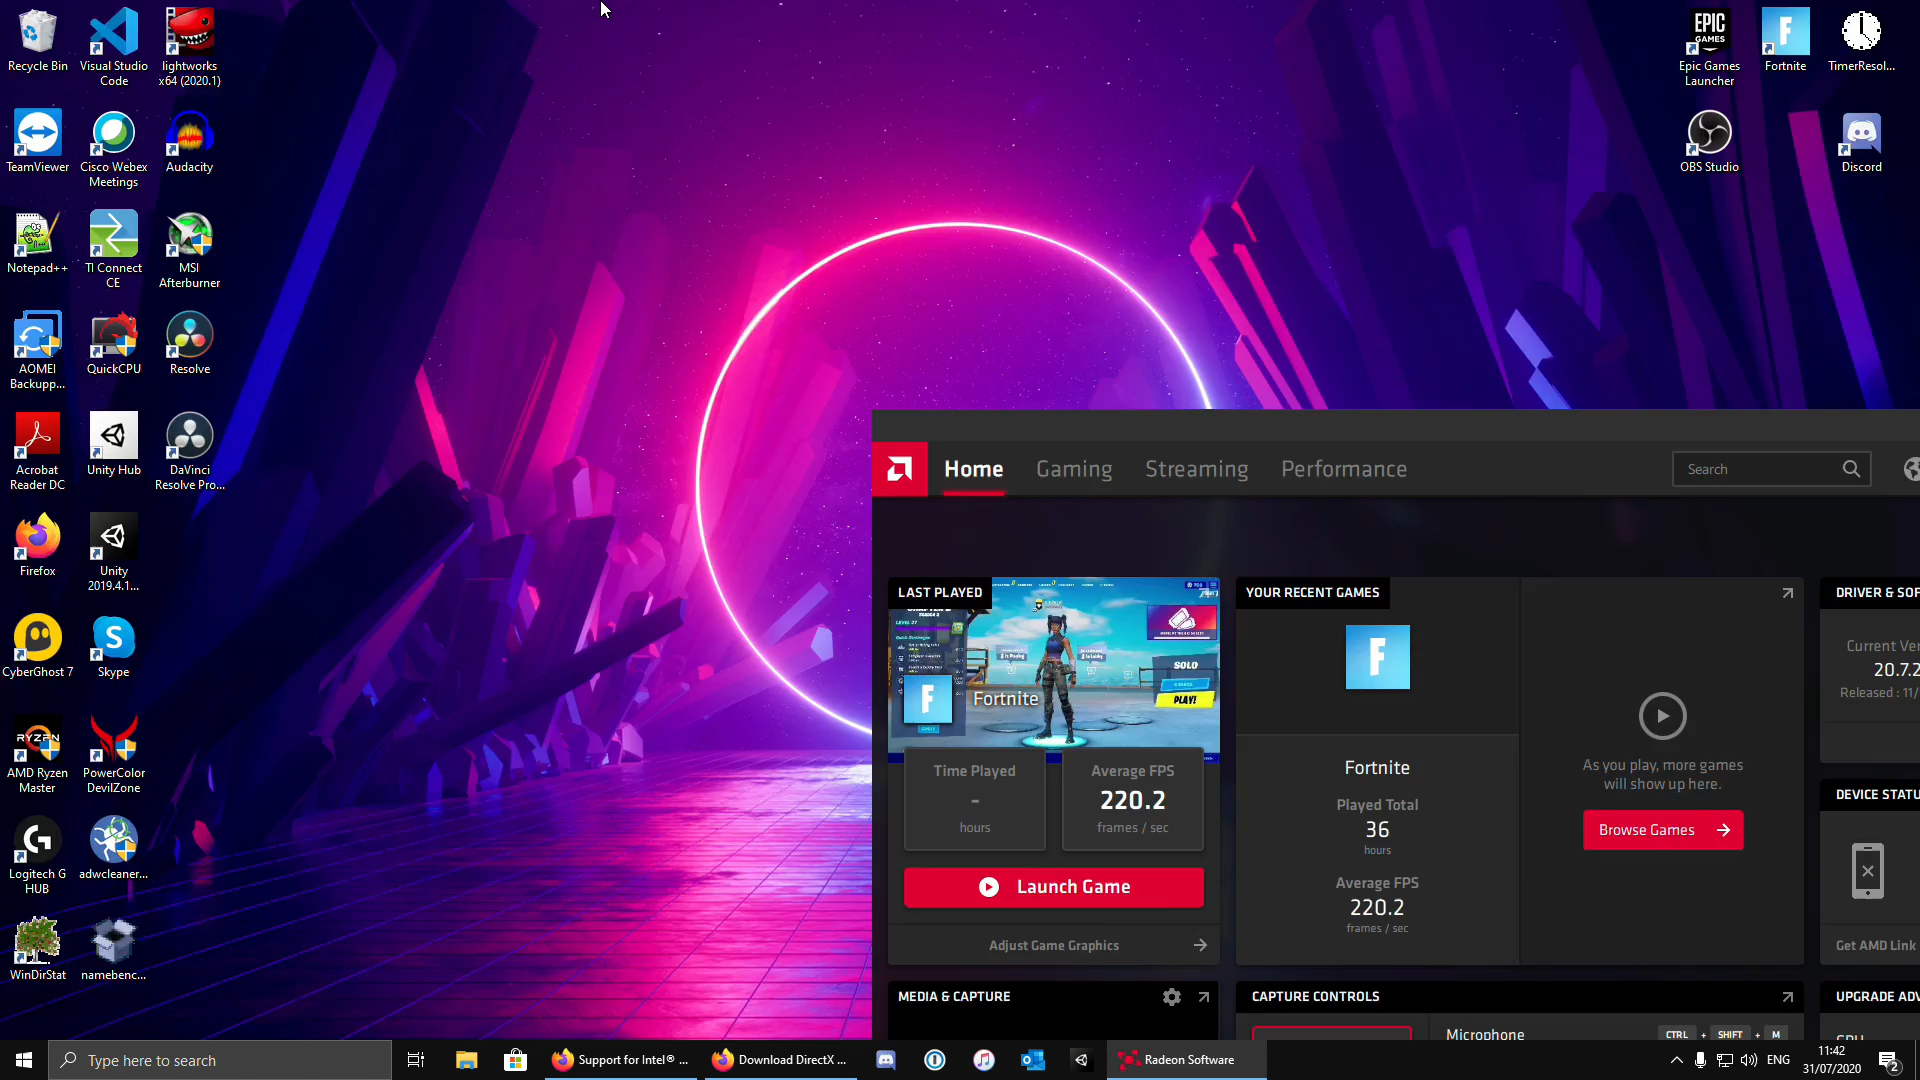 Recycle Bin
Visual Studio
Code
lightworks
x64 (2020.1)
EPIC
GAMES
Epic Games
Launcher
Fortnite
TimerResol...
TeamViewer
Cisco Webex
Meetings
Audacity
OBS Studio
Discord
Notepad++
TI Connect
CE
MSI
Afterburner
AOMEI
Backupp...
QuickCPU
Resolve
Acrobat
Reader DC
Unity Hub
DaVinci
Resolve Pro...
Home
Gaming
Streaming
Performance
Search
Firefox
Unity
2019.4.1...
LAST PLAYED
YOUR RECENT GAMES
DRIVER & SOF
CyberGhost 7
Skype
SOLO
PLAY!
Fortnite
Current Ver
20.7.2
Released : 11/
RYZEN
AMD Ryzen
Master
PowerColor
DevilZone
Time Played
-
hours
Average FPS
220.2
frames / sec
Fortnite
Played Total
36
hours
Average FPS
220.2
frames / sec
As you play, more games
will show up here.
Browse Games
DEVICE STATU
Logitech G
HUB
adwcleaner...
Launch Game
Adjust Game Graphics
Get AMD Link
WinDirStat
namebenc...
MEDIA & CAPTURE
CAPTURE CONTROLS
UPGRADE ADV
Microphone
CTRL + SHIFT + M
Type here to search
Support for Intel® ...
Download DirectX ...
Radeon Software
ENG
11:42
31/07/2020
2